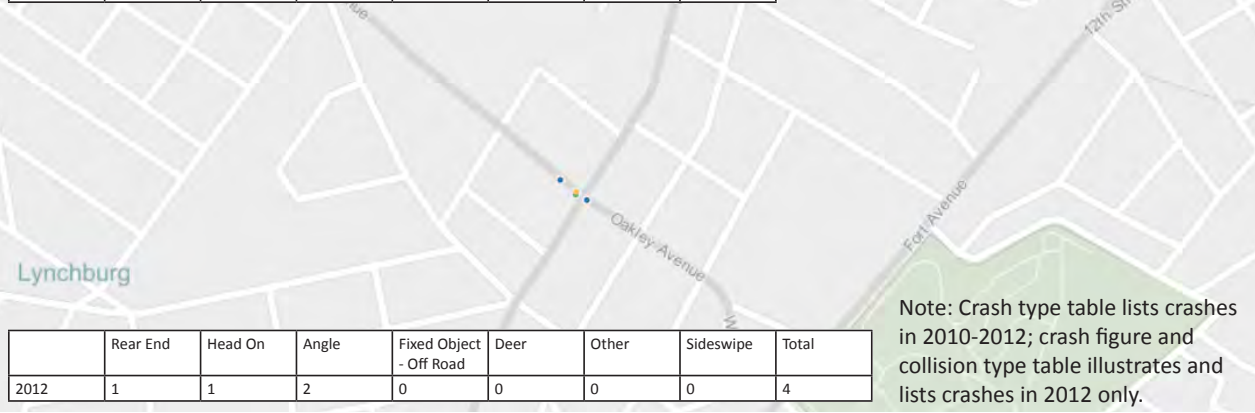 ue
12th Str
Oakley Avenue
W
Fort Avenue
Lynchburg
Note: Crash type table lists crashes
in 2010-2012; crash figure and
collision type table illustrates and
lists crashes in 2012 only.
Rear End Head On Angle Fixed Object - Off Road Deer Other Sideswipe Total
2012 1 1 2 0 0 0 0 4